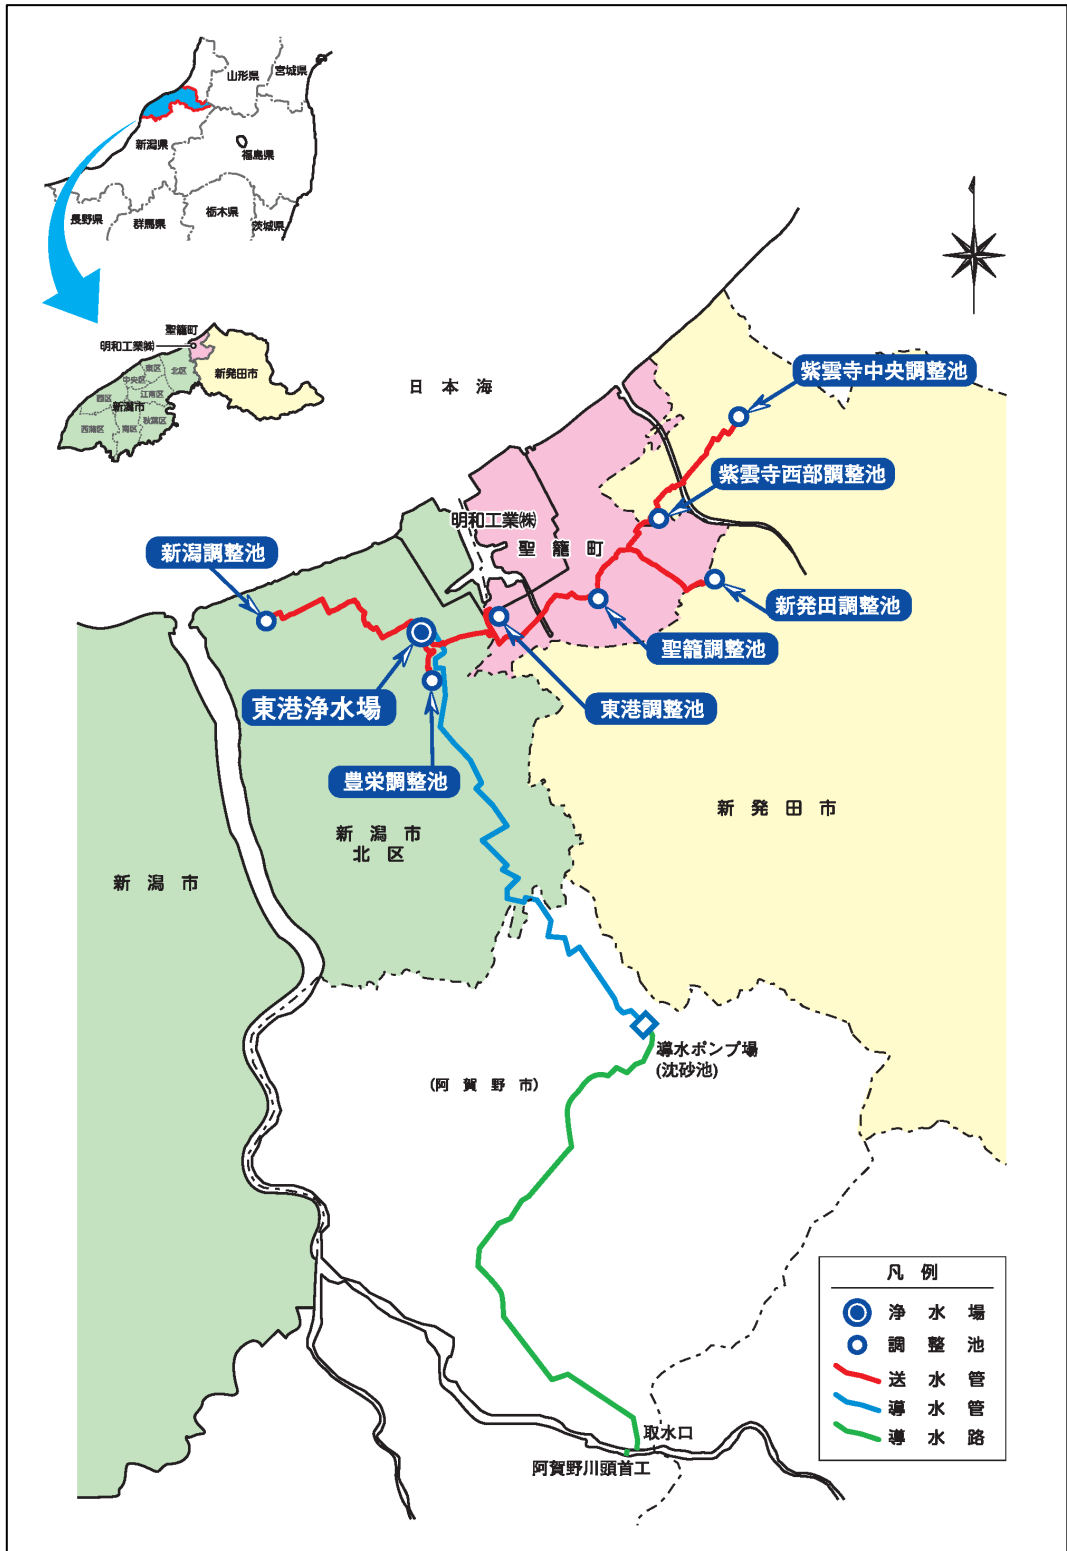 山形県
宮城県
新潟県
福島県
長野県
群馬県
栃木県
茨城県
聖籠町
明和工業㈱
新発田市
東区
北区
中央区
西区
江南区
新潟市
西蒲区
南区
秋葉区
日本海
紫雲寺中央調整池
紫雲寺西部調整池
明和工業㈱
聖籠町
新潟調整池
新発田調整池
聖籠調整池
東港調整池
東港浄水場
豊栄調整池
新発田市
新潟市
北区
新潟市
導水ポンプ場
(沈砂池)
(阿賀野市)
取水口
阿賀野川頭首工
凡例
浄水場
調整池
送水管
導水管
導水路